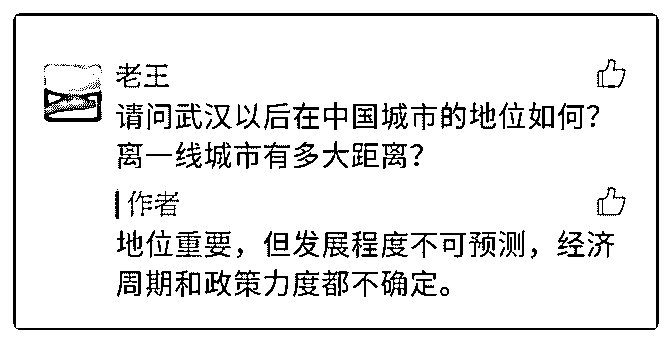 老王
请问武汉以后在中国城市的地位如何？
离一线城市有多大距离？
作者
地位重要，但发展程度不可预测，经济
周期和政策力度都不确定。